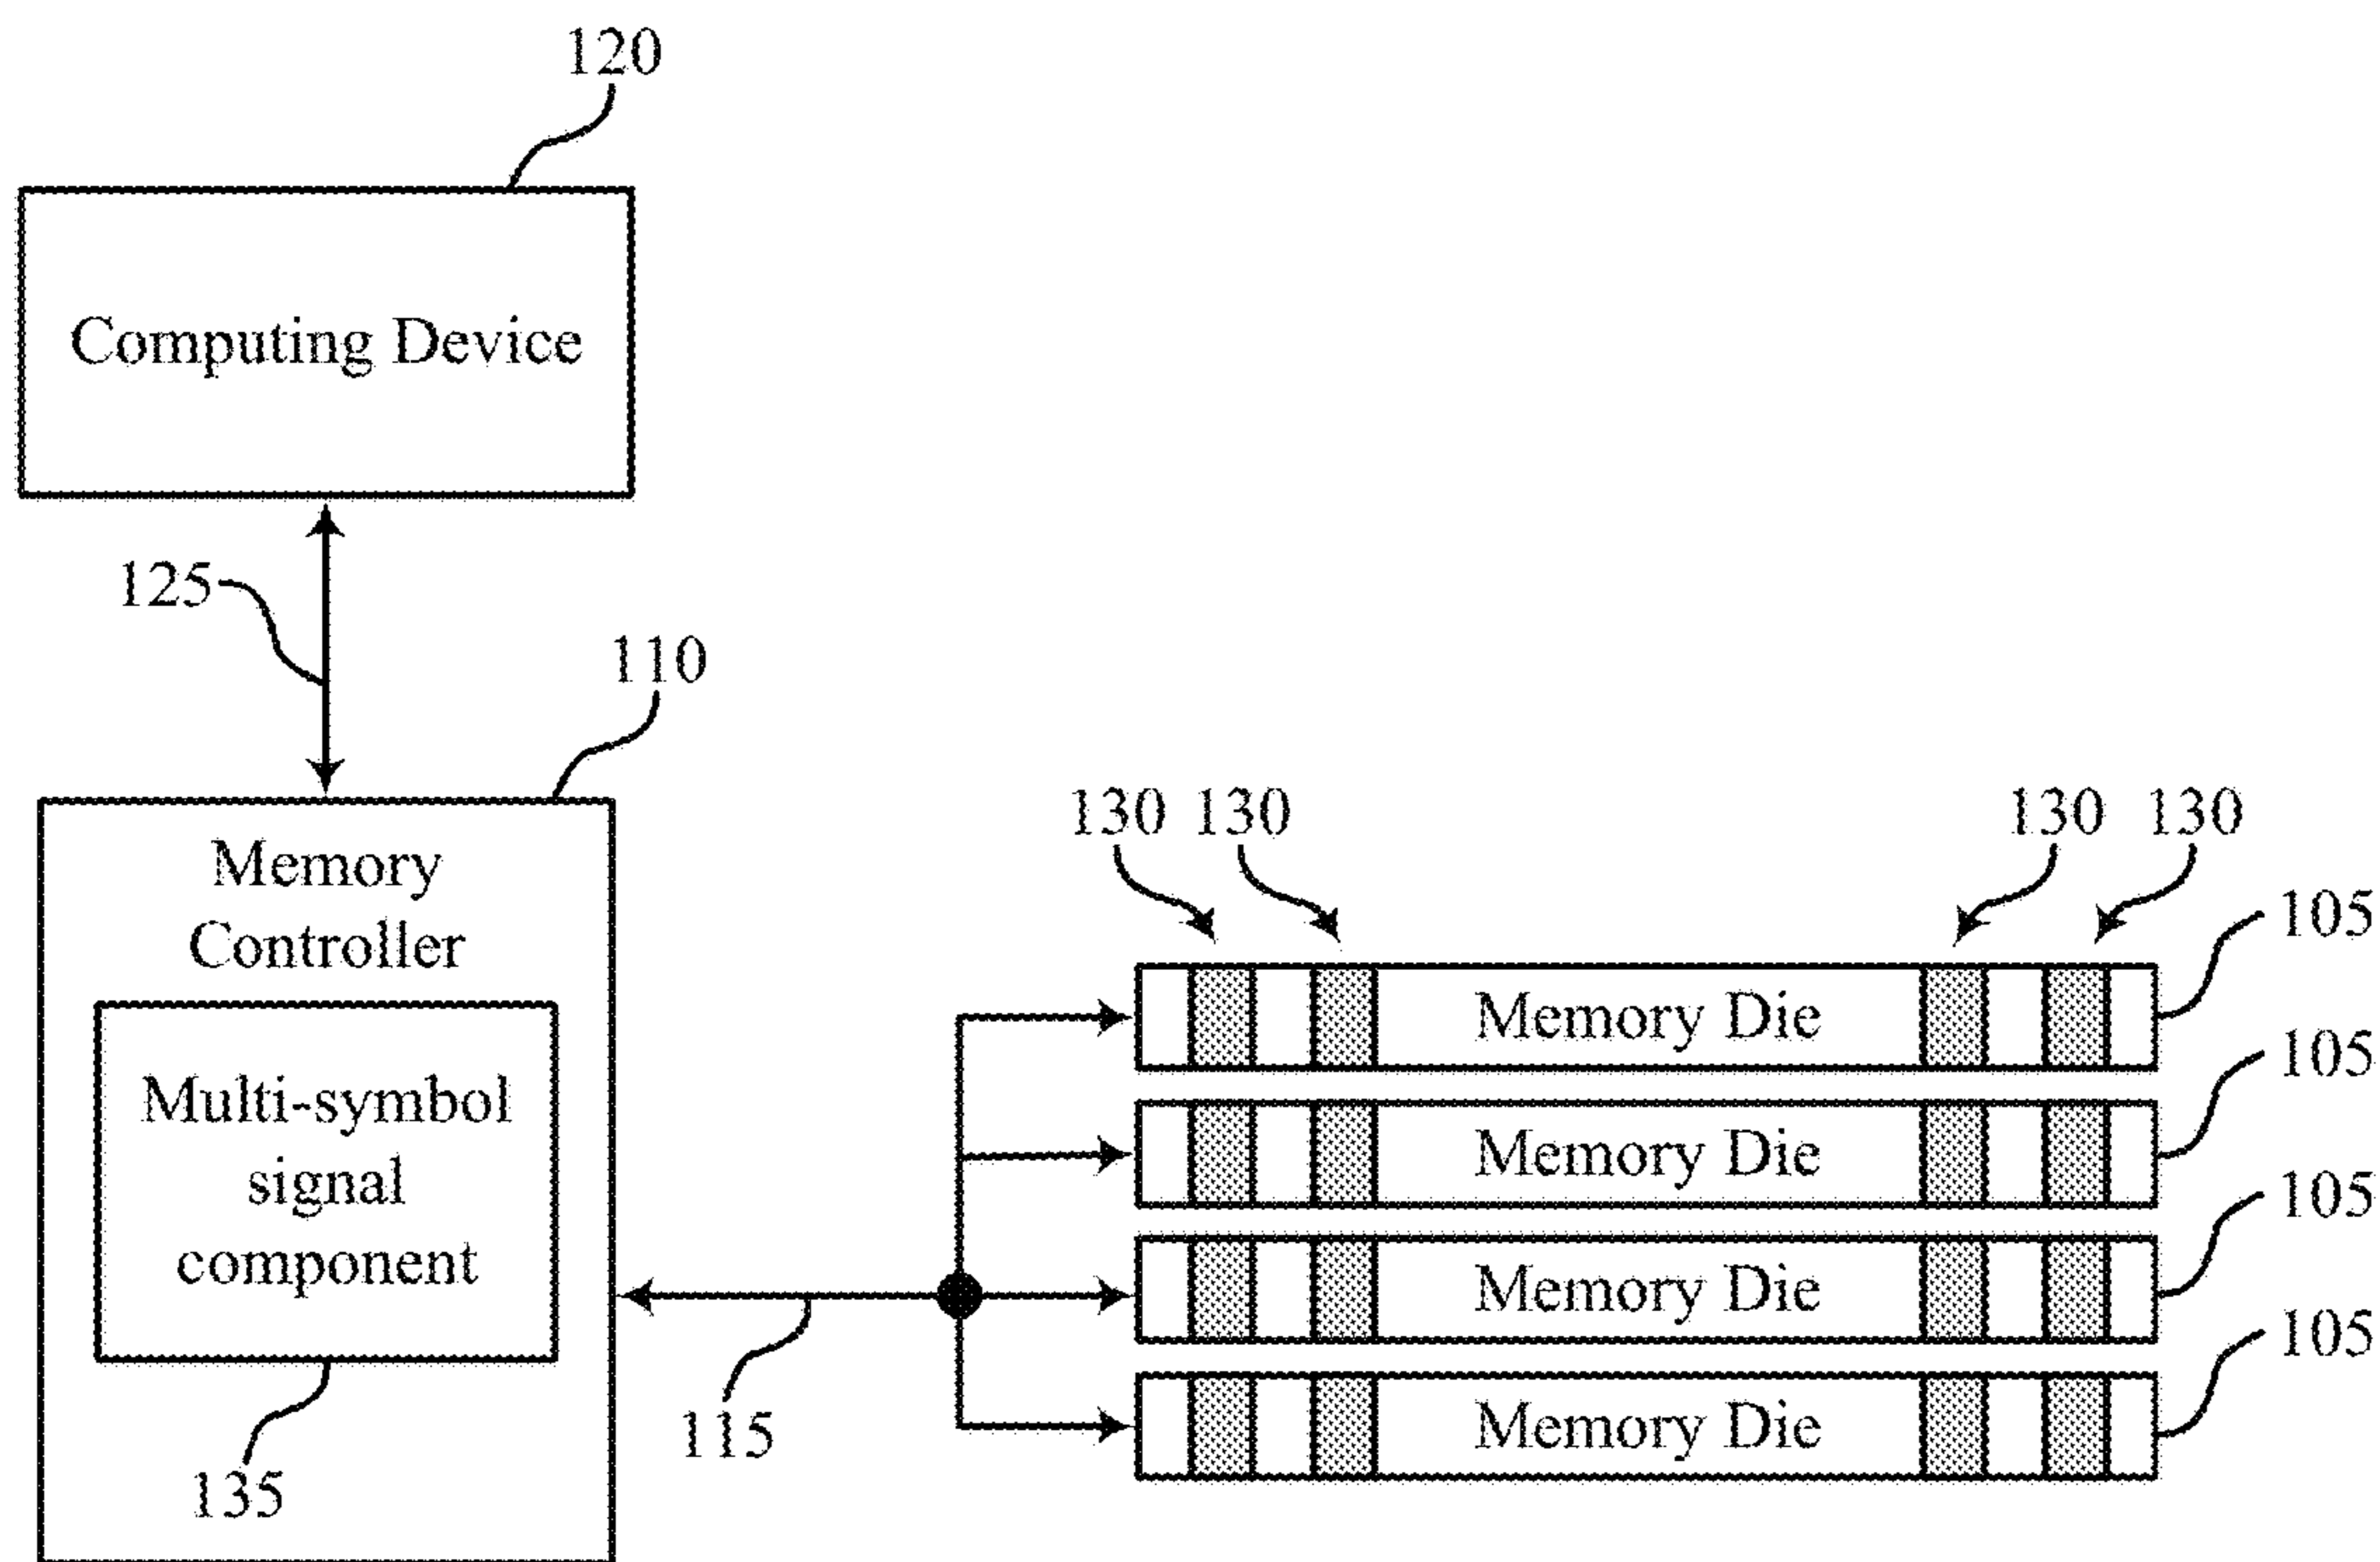 120
Computing Device
125
110
Memory
Controller
Multi-symbol
signal
component
135
115
130 130 130 130
Memory Die 105
Memory Die 105
Memory Die 105
Memory Die 105